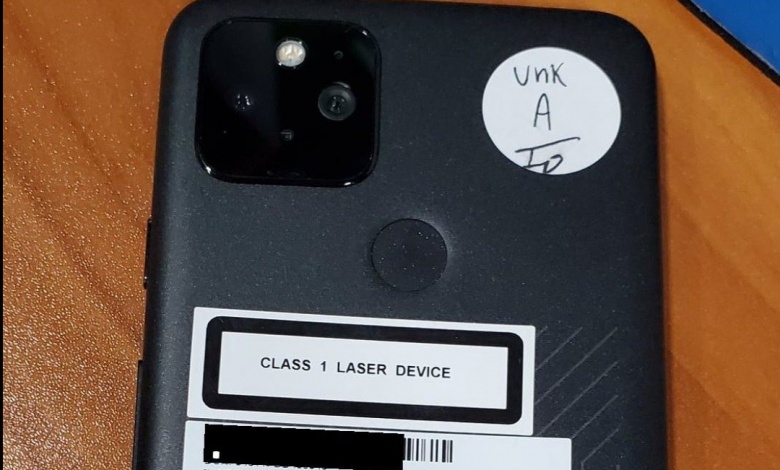 Unk
A
CLASS 1 LASER DEVICE